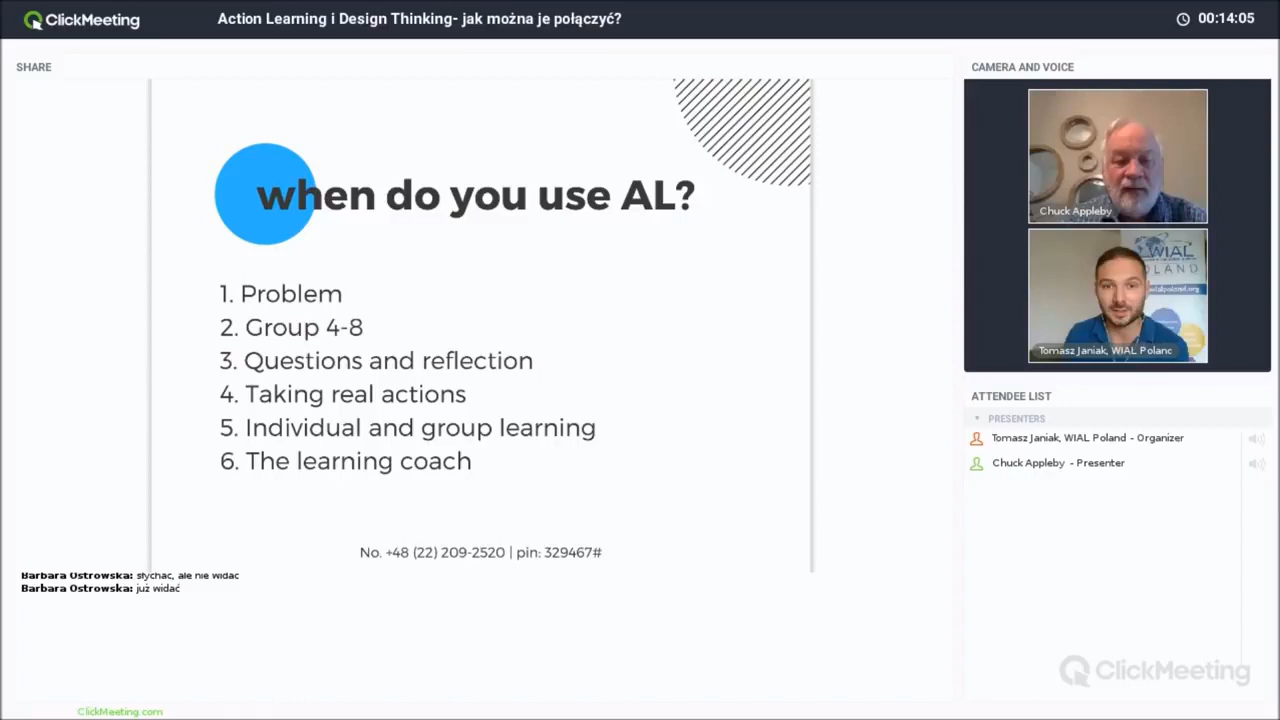 ClickMeeting
Action Learning i Design Thinking- jak można je połączyć?
00:14:05
SHARE
when do you use AL?
1. Problem
2. Group 4-8
3. Questions and reflection
4. Taking real actions
5. Individual and group learning
6. The learning coach
No. +48 (22) 209-2520 | pin: 329467#
Barbara Ostrowska: słychać, ale nie widać
Barbara Ostrowska: już widać
CAMERA AND VOICE
Chuck Appleby
WIAL
POLAND
Tomasz Janiak, WIAL Poland
ATTENDEE LIST
PRESENTERS
Tomasz Janiak, WIAL Poland - Organizer
Chuck Appleby - Presenter
ClickMeeting
ClickMeeting.com